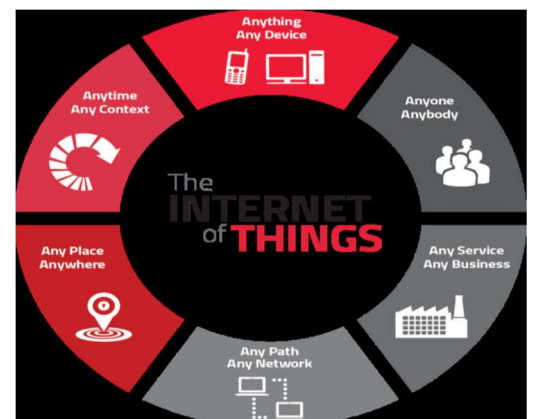 Anything
Any Device
Anytime
Any Context
Anyone
Anybody
The
INTERNET
of THINGS
Any Place
Anywhere
Any Service
Any Business
Any Path
Any Network